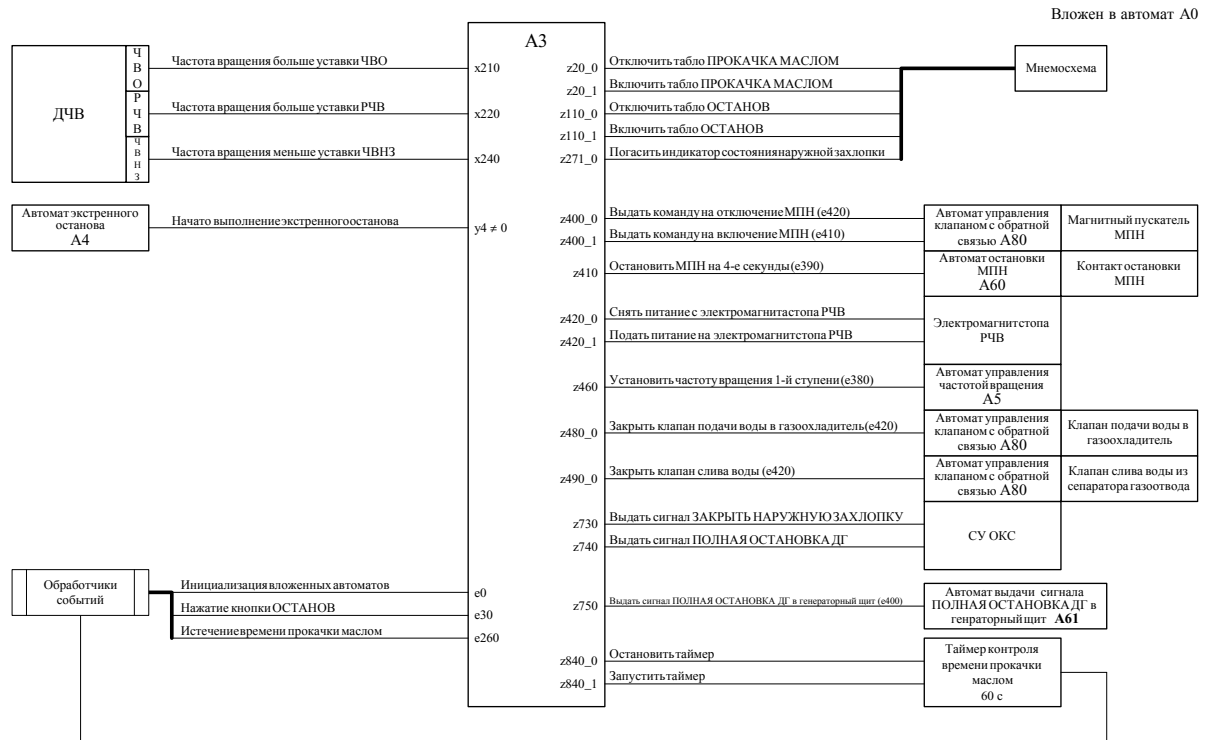 Вложен в автомат А0
А3
ДЧВ
Ч
В
О
Р
Ч
В
Ч
В
Н
З
Частота вращения больше уставки ЧВО
x210
Частота вращения больше уставки РЧВ
x220
Частота вращения меньше уставки ЧВНЗ
x240
Автомат экстренного
останова
А4
Начато выполнение экстренного останова
y4 ≠ 0
Обработчики
событий
Инициализация вложенных автоматов
e0
Нажатие кнопки ОСТАНОВ
e30
Истечение времени прокачки маслом
e260
z20_0
Отключить табло ПРОКАЧКА МАСЛОМ
z20_1
Включить табло ПРОКАЧКА МАСЛОМ
z110_0
Отключить табло ОСТАНОВ
z110_1
Включить табло ОСТАНОВ
z271_0
Погасить индикатор состояния наружной захлопки
Мнемосхема
z400_0
Выдать команду на отключение МПН (e420)
z400_1
Выдать команду на включение МПН (e410)
Автомат управления
клапаном с обратной
связью А80
Магнитный пускатель
МПН
z410
Остановить МПН на 4-е секунды (e390)
Автомат остановки
МПН
А60
Контакт остановки
МПН
z420_0
Снять питание с электромагнита стопа РЧВ
z420_1
Подать питание на электромагнит стопа РЧВ
Электромагнит стопа
РЧВ
z460
Установить частоту вращения 1-й ступени (e380)
Автомат управления
частотой вращения
А5
z480_0
Закрыть клапан подачи воды в газоохладитель (e420)
Автомат управления
клапаном с обратной
связью А80
Клапан подачи воды в
газоохладитель
z490_0
Закрыть клапан слива воды (e420)
Автомат управления
клапаном с обратной
связью А80
Клапан слива воды из
сепаратора газоотвода
z730
Выдать сигнал ЗАКРЫТЬ НАРУЖНУЮ ЗАХЛОПКУ
z740
Выдать сигнал ПОЛНАЯ ОСТАНОВКА ДГ
СУ ОКС
z750
Выдать сигнал ПОЛНАЯ ОСТАНОВКА ДГ в генераторный щит (e400)
Автомат выдачи сигнала
ПОЛНАЯ ОСТАНОВКА ДГ в
генраторный щит А61
z840_0
Остановить таймер
z840_1
Запустить таймер
Таймер контроля
времени прокачки
маслом
60 с